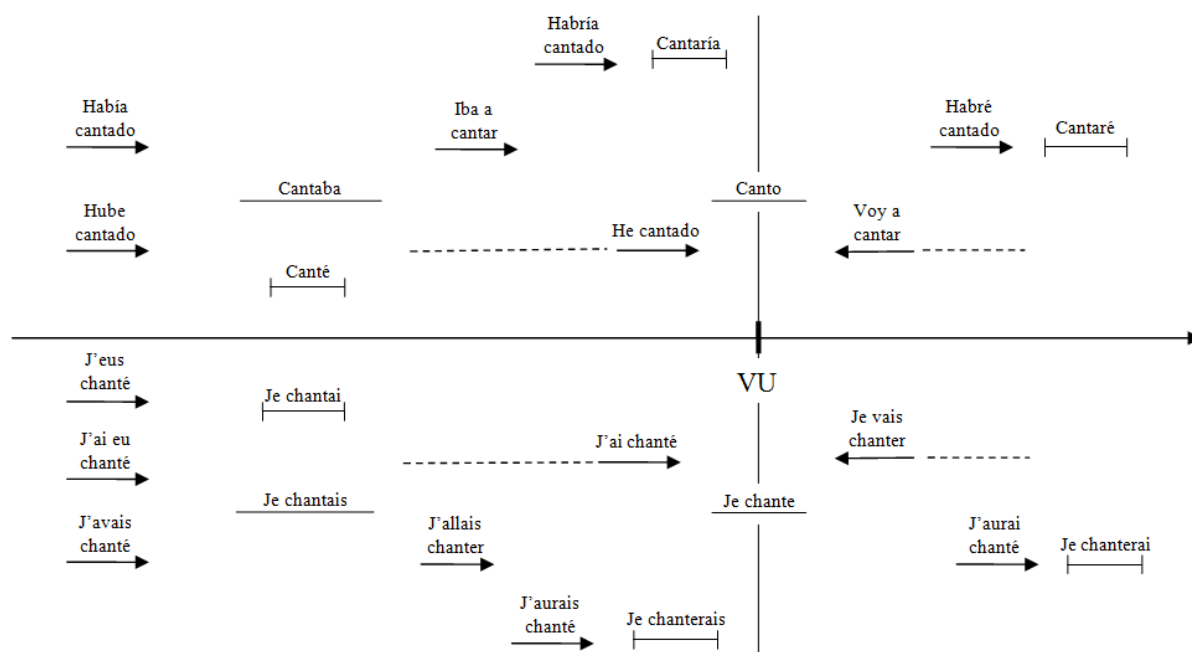 Habría
cantado
Cantaría
Había
cantado
Iba a
cantar
Habré
cantado
Cantaré
Cantaba
Canto
Hube
cantado
He cantado
Voy a
cantar
Canté
J’eus
chanté
VU
Je chantai
J’ai eu
chanté
J’ai chanté
Je vais
chanter
Je chantais
Je chante
J’avais
chanté
J’allais
chanter
J’aurai
chanté
Je chanterai
J’aurais
chanté
Je chanterais